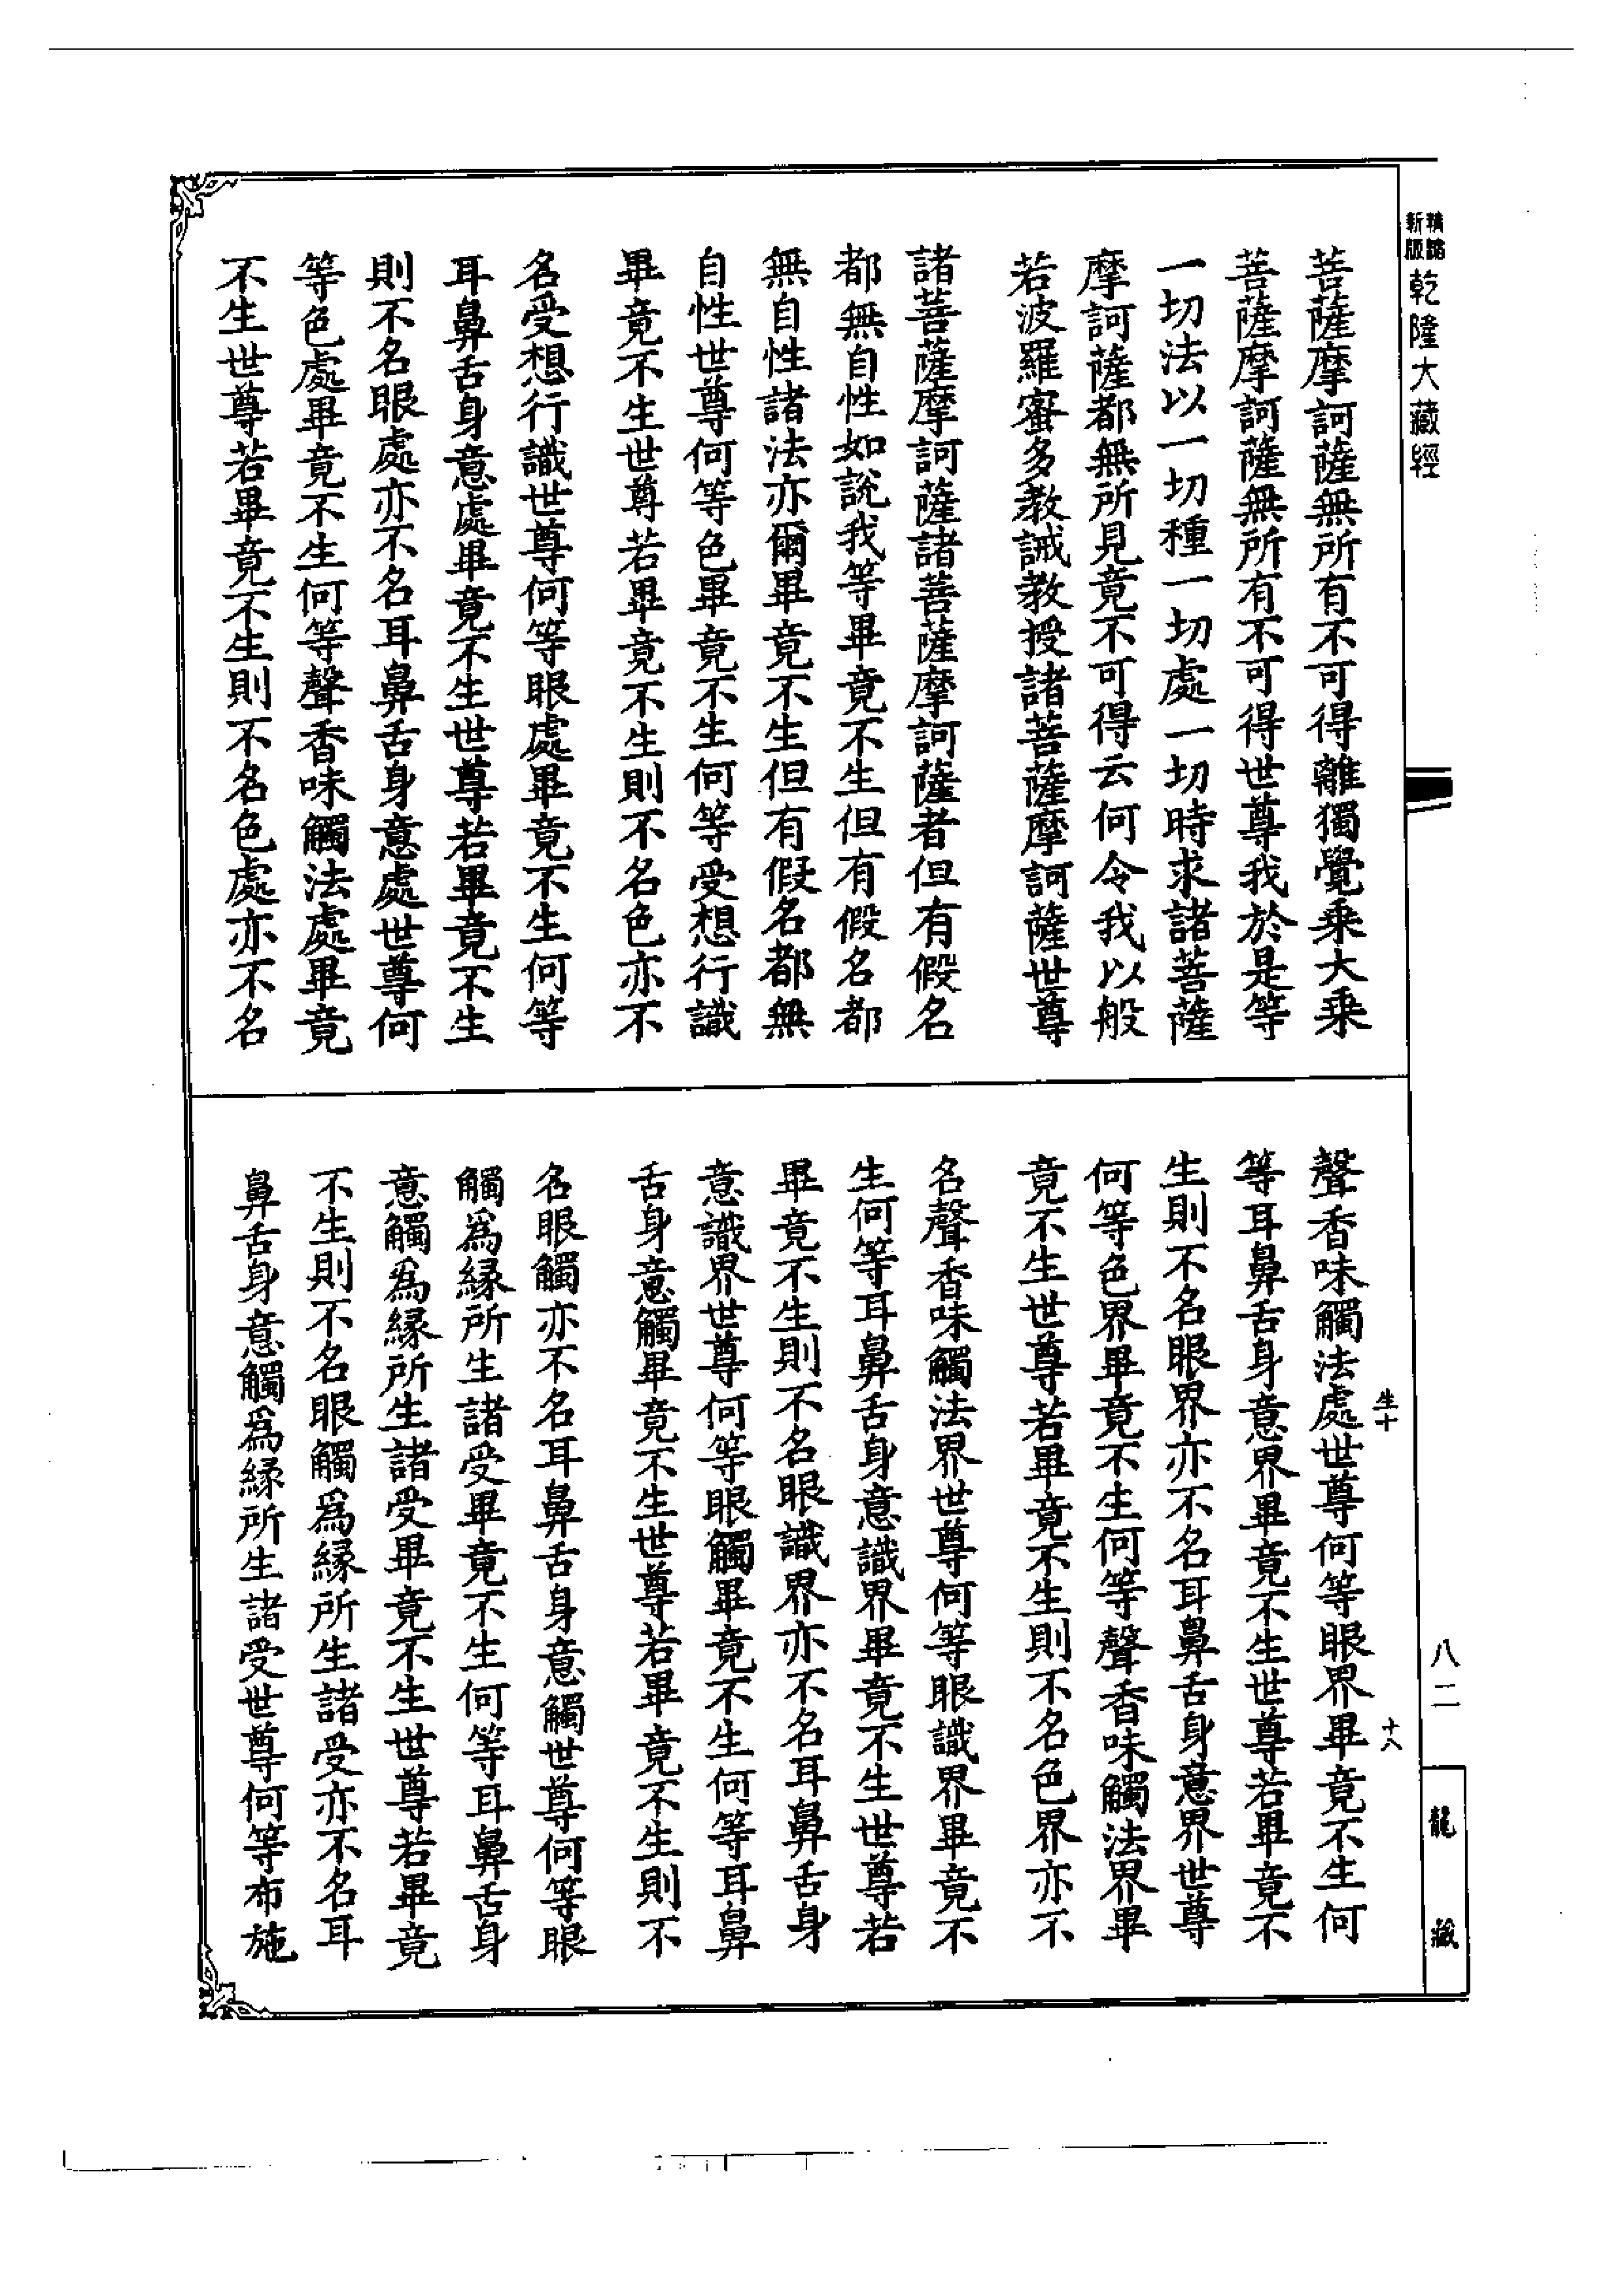 新版精縮
乾隆大藏經
菩薩摩訶薩無所有不可得離獨覺乘大乘
菩薩摩訶薩無所有不可得世尊我於是等
一切法以一切種一切處一切時求諸菩薩
摩訶薩都無所見竟不可得云何令我以般
若波羅蜜多教誡教授諸菩薩摩訶薩世尊
諸菩薩摩訶薩諸菩薩摩訶薩者但有假名
都無自性如說我等畢竟不生但有假名都
無自性諸法亦爾畢竟不生但有假名都無
自性世尊何等色畢竟不生何等受想行識
畢竟不生世尊若畢竟不生則不名色亦不
名受想行識世尊何等眼處畢竟不生何等
耳鼻舌身意處畢竟不生世尊若畢竟不生
則不名眼處亦不名耳鼻舌身意處世尊何
等色處畢竟不生何等聲香味觸法處畢竟
不生世尊若畢竟不生則不名色處亦不名
聲香味觸法處世尊何等眼界畢竟不生何
等耳鼻舌身意界畢竟不生世尊若畢竟不
生則不名眼界亦不名耳鼻舌身意界世尊
何等色界畢竟不生何等聲香味觸法界畢
竟不生世尊若畢竟不生則不名色界亦不
名聲香味觸法界世尊何等眼識界畢竟不
生何等耳鼻舌身意識界畢竟不生世尊若
畢竟不生則不名眼識界亦不名耳鼻舌身
意識界世尊何等眼觸畢竟不生何等耳鼻
舌身意觸畢竟不生世尊若畢竟不生則不
名眼觸亦不名耳鼻舌身意觸世尊何等眼
觸為緣所生諸受畢竟不生何等耳鼻舌身
意觸為緣所生諸受畢竟不生世尊若畢竟
不生則不名眼觸為緣所生諸受亦不名耳
鼻舌身意觸為緣所生諸受世尊何等布施
生十
十八
八二
龍藏